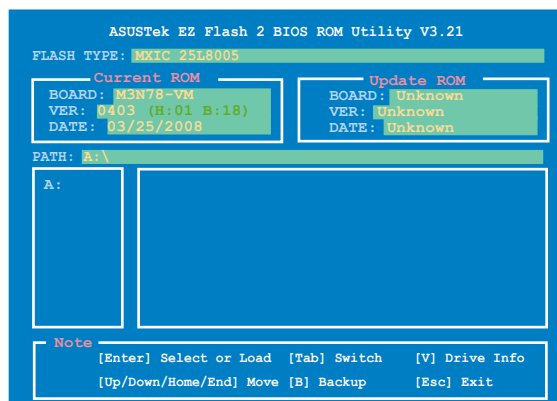 ASUSTek EZ Flash 2 BIOS ROM Utility V3.21
FLASH TYPE: MXIC 25L8005
Current ROM
BOARD: M3N78-VM
VER: 0403 (H:01 B:18)
DATE: 03/25/2008
Update ROM
BOARD: Unknown
VER: Unknown
DATE: Unknown
PATH: A:\
A:
Note
[Enter] Select or Load [Tab] Switch [V] Drive Info
[Up/Down/Home/End] Move [B] Backup [Esc] Exit